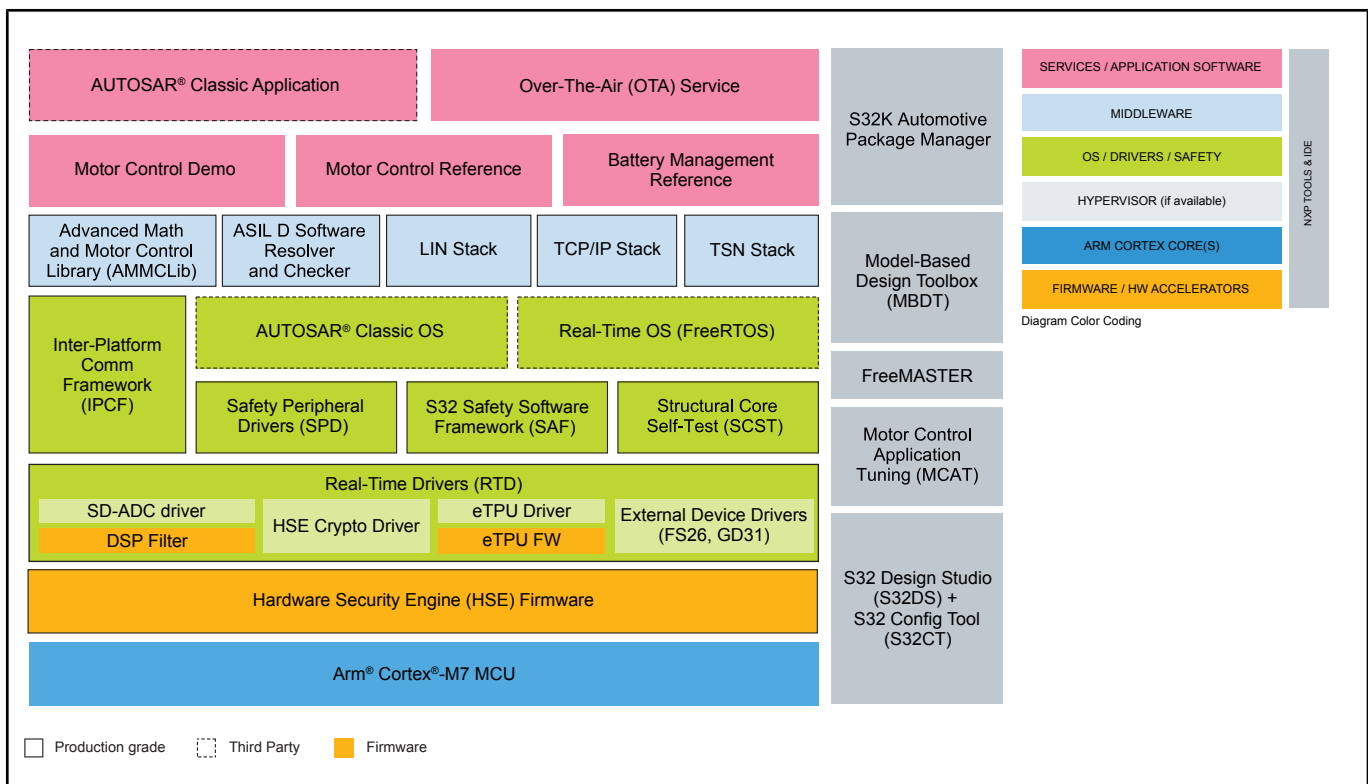 AUTOSAR® Classic Application
Over-The-Air (OTA) Service
Motor Control Demo
Motor Control Reference
Battery Management
Reference
Advanced Math
and Motor Control
Library (AMMCLib)
ASIL D Software
Resolver
and Checker
LIN Stack
TCP/IP Stack
TSN Stack
Inter-Platform
Comm
Framework
(IPCF)
AUTOSAR® Classic OS
Real-Time OS (FreeRTOS)
Safety Peripheral
Drivers (SPD)
S32 Safety Software
Framework (SAF)
Structural Core
Self-Test (SCST)
Real-Time Drivers (RTD)
SD-ADC driver
DSP Filter
HSE Crypto Driver
eTPU Driver
eTPU FW
External Device Drivers
(FS26, GD31)
Hardware Security Engine (HSE) Firmware
Arm® Cortex®-M7 MCU
S32K Automotive
Package Manager
Model-Based
Design Toolbox
(MBDT)
FreeMASTER
Motor Control
Application
Tuning (MCAT)
S32 Design Studio
(S32DS) +
S32 Config Tool
(S32CT)
SERVICES / APPLICATION SOFTWARE
MIDDLEWARE
OS / DRIVERS / SAFETY
HYPERVISOR (if available)
ARM CORTEX CORE(S)
FIRMWARE / HW ACCELERATORS
NXP TOOLS & IDE
Diagram Color Coding
Production grade
Third Party
Firmware